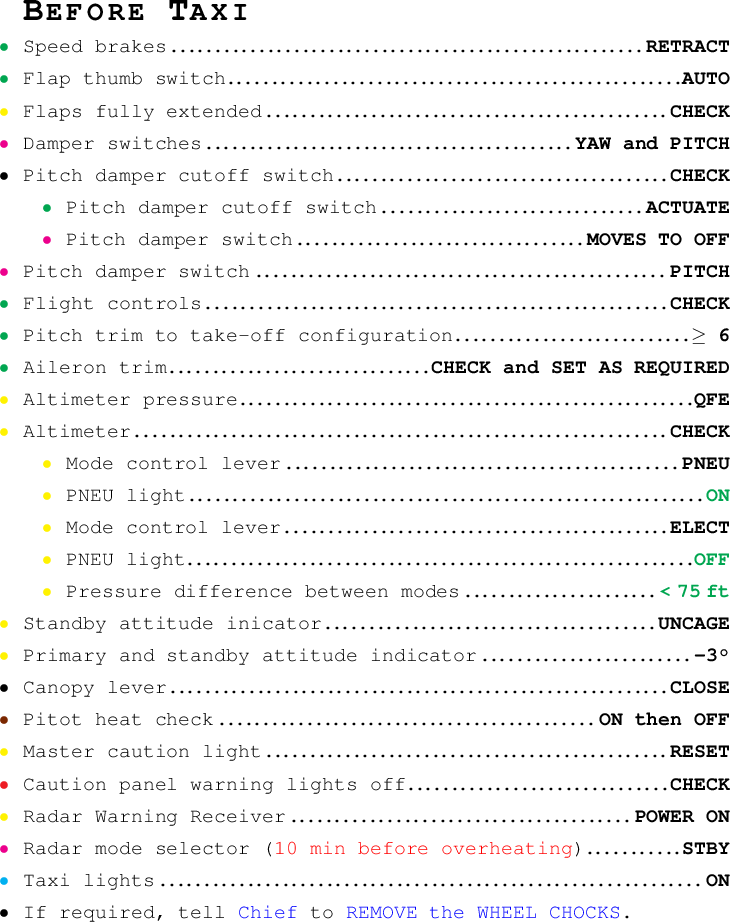 BEFORE TAXI
• Speed brakes........RETRACT
• Flap thumb switch........AUTO
• Flaps fully extended........CHECK
• Damper switches........YAW and PITCH
• Pitch damper cutoff switch........CHECK
• Pitch damper cutoff switch........ACTUATE
• Pitch damper switch........MOVES TO OFF
• Pitch damper switch........PITCH
• Flight controls........CHECK
• Pitch trim to take-off configuration........≥ 6
• Aileron trim........CHECK and SET AS REQUIRED
• Altimeter pressure........QFE
• Altimeter........CHECK
• Mode control lever........PNEU
• PNEU light........ON
• Mode control lever........ELECT
• PNEU light........OFF
• Pressure difference between modes........< 75 ft
• Standby attitude inicator........UNCAGE
• Primary and standby attitude indicator........-3°
• Canopy lever........CLOSE
• Pitot heat check........ON then OFF
• Master caution light........RESET
• Caution panel warning lights off........CHECK
• Radar Warning Receiver........POWER ON
• Radar mode selector (10 min before overheating)........STBY
• Taxi lights........ON
• If required, tell Chief to REMOVE the WHEEL CHOCKS.